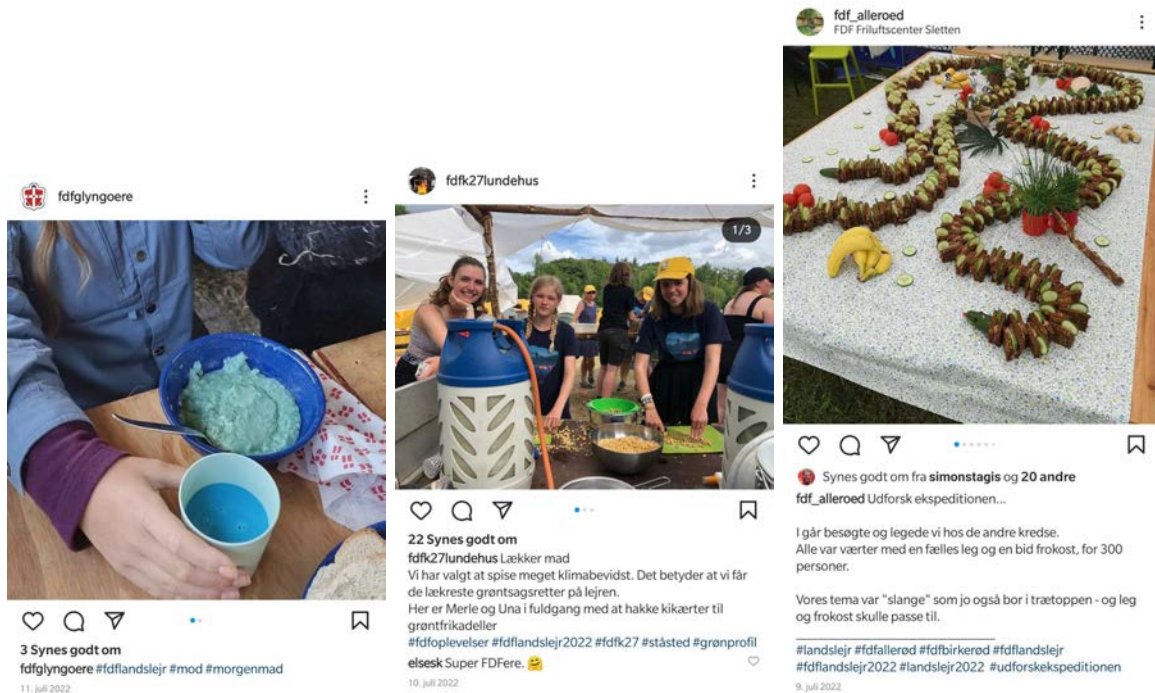 fdfglyngoere
3 Synes godt om
fdfglyngoere #fdflandslejr #mod #morgenmad
11. juli 2022
fdfk27lundehus
1/3
22 Synes godt om
fdfk27lundehus Lækker mad
Vi har valgt at spise meget klimabevidst. Det betyder at vi får
de lækreste grøntsagsretter på lejren.
Her er Merle og Una i fuldgang med at hakke kikærter til
grøntfrikadeller
#fdfoplevelser #fdflandslejr2022 #fdfk27 #ståsted #grønprofil
elsesk Super FDFere. 🤗
10. juli 2022
fdf_alleroed
FDF Friluftscenter Sletten
Synes godt om fra simonstagis og 20 andre
fdf_alleroed Udforsk ekspeditionen...
I går besøgte og legede vi hos de andre kredse.
Alle var værter med en fælles leg og en bid frokost, for 300
personer.
Vores tema var "slange" som jo også bor i trætoppen - og leg
og frokost skulle passe til.
#landslejr #fdfallerød #fdfbirkerød #fdflandslejr
#fdflandslejr2022 #landslejr2022 #udforskekspeditionen
9. juli 2022